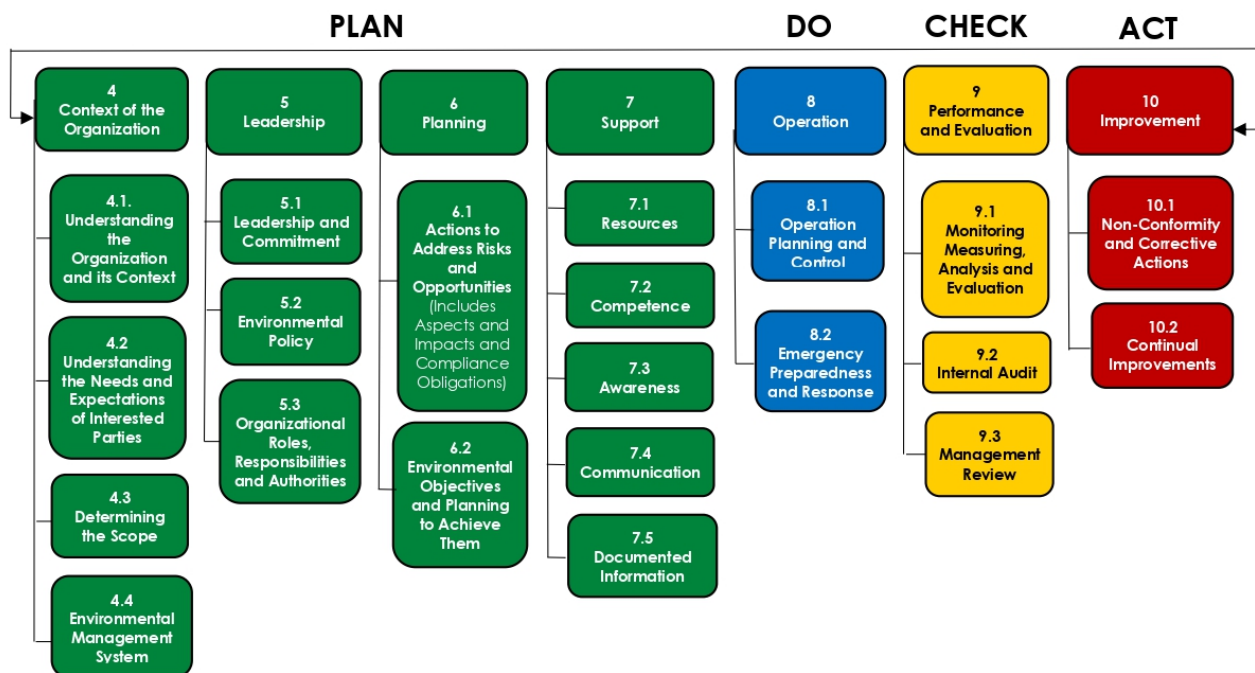 PLAN
DO
CHECK
ACT
4
Context of the
Organization
5
Leadership
6
Planning
7
Support
8
Operation
9
Performance
and Evaluation
10
Improvement
4.1.
Understanding
the
Organization
and its Context
4.2
Understanding
the Needs and
Expectations
of Interested
Parties
4.3
Determining
the Scope
4.4
Environmental
Management
System
5.1
Leadership and
Commitment
5.2
Environmental
Policy
5.3
Organizational
Roles,
Responsibilities
and Authorities
6.1
Actions to
Address Risks
and
Opportunities
(Includes
Aspects and
Impacts and
Compliance
Obligations)
6.2
Environmental
Objectives
and Planning
to Achieve
Them
7.1
Resources
7.2
Competence
7.3
Awareness
7.4
Communication
7.5
Documented
Information
8.1
Operation
Planning and
Control
8.2
Emergency
Preparedness
and Response
9.1
Monitoring
Measuring,
Analysis and
Evaluation
9.2
Internal Audit
9.3
Management
Review
10.1
Non-Conformity
and Corrective
Actions
10.2
Continual
Improvements